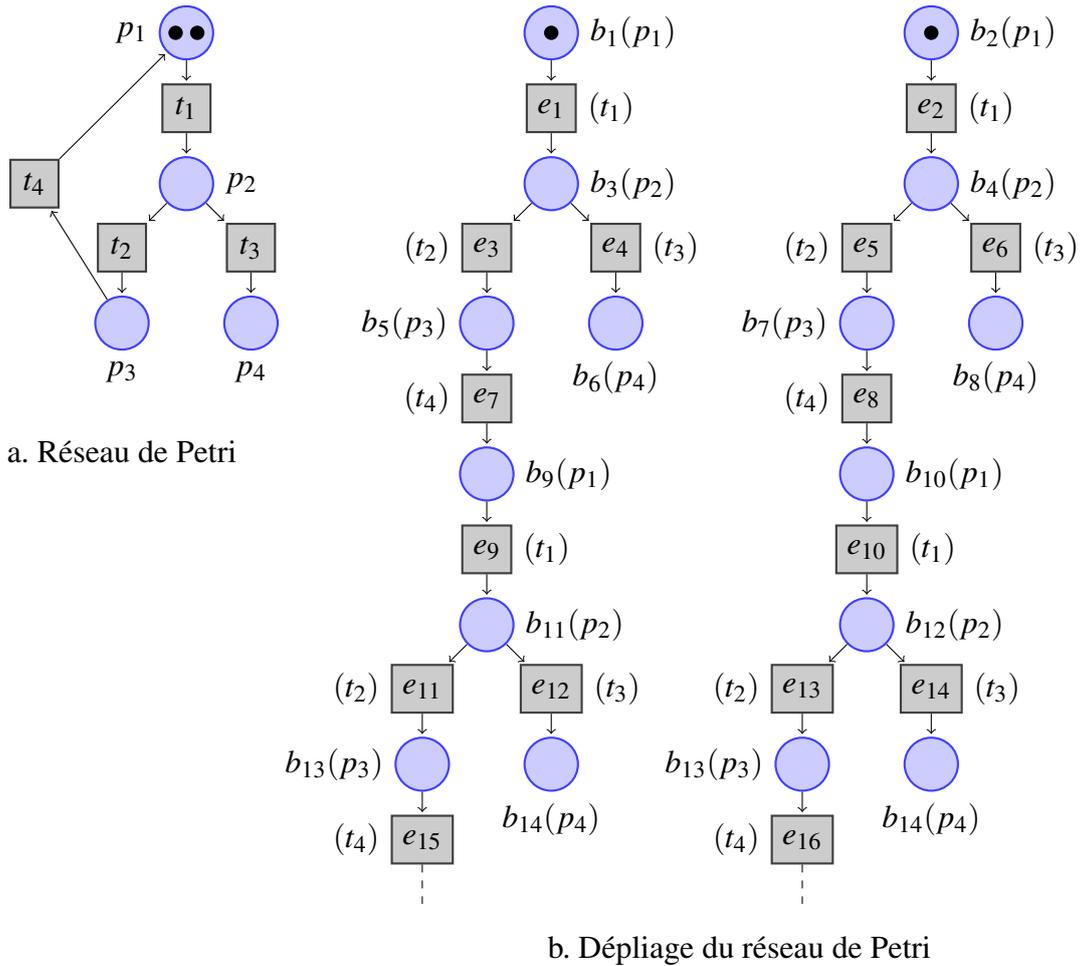 p₁ b₁(p₁) b₂(p₁)
t₁ e₁ (t₁) e₂ (t₁)
t₄ p₂ b₃(p₂) b₄(p₂)
t₂ t₃ (t₂) e₃ e₄ (t₃) (t₂) e₅ e₆ (t₃)
b₅(p₃) b₇(p₃)
p₃ p₄ b₆(p₄) b₈(p₄)
(t₄) e₇ (t₄) e₈
a. Réseau de Petri
b₉(p₁) b₁₀(p₁)
e₉ (t₁) e₁₀ (t₁)
b₁₁(p₂) b₁₂(p₂)
(t₂) e₁₁ e₁₂ (t₃) (t₂) e₁₃ e₁₄ (t₃)
b₁₃(p₃) b₁₃(p₃)
b₁₄(p₄) b₁₄(p₄)
(t₄) e₁₅ (t₄) e₁₆
b. Dépliage du réseau de Petri